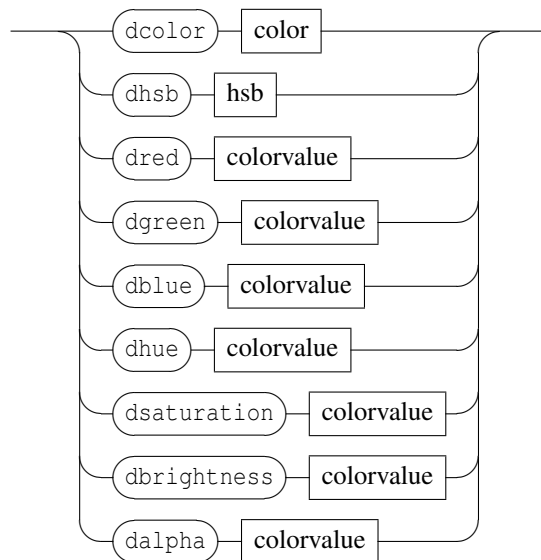 dcolor color
dhsb hsb
dred colorvalue
dgreen colorvalue
dblue colorvalue
dhue colorvalue
dsaturation colorvalue
dbrightness colorvalue
dalpha colorvalue